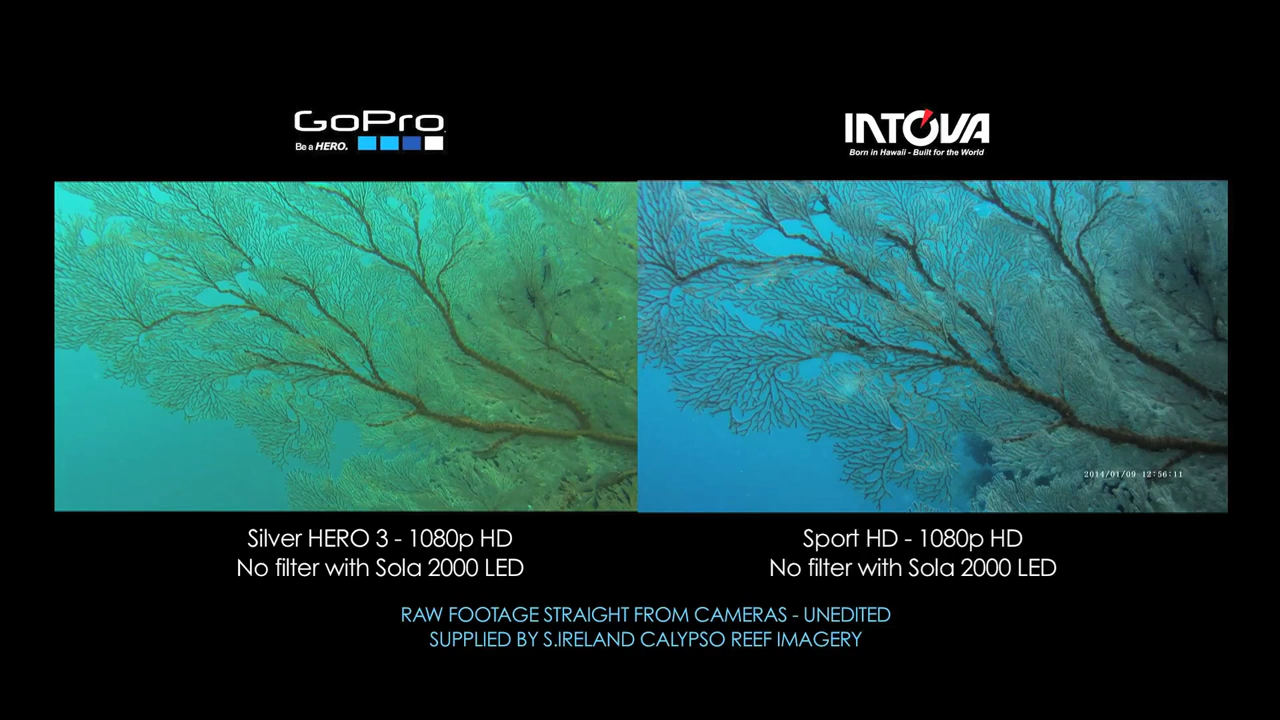 GoPro
Be a HERO.
INTOVA
Born in Hawaii - Built for the World
2014/01/09 12:56:11
Silver HERO 3 - 1080p HD
No filter with Sola 2000 LED
Sport HD - 1080p HD
No filter with Sola 2000 LED
RAW FOOTAGE STRAIGHT FROM CAMERAS - UNEDITED
SUPPLIED BY S.IRELAND CALYPSO REEF IMAGERY